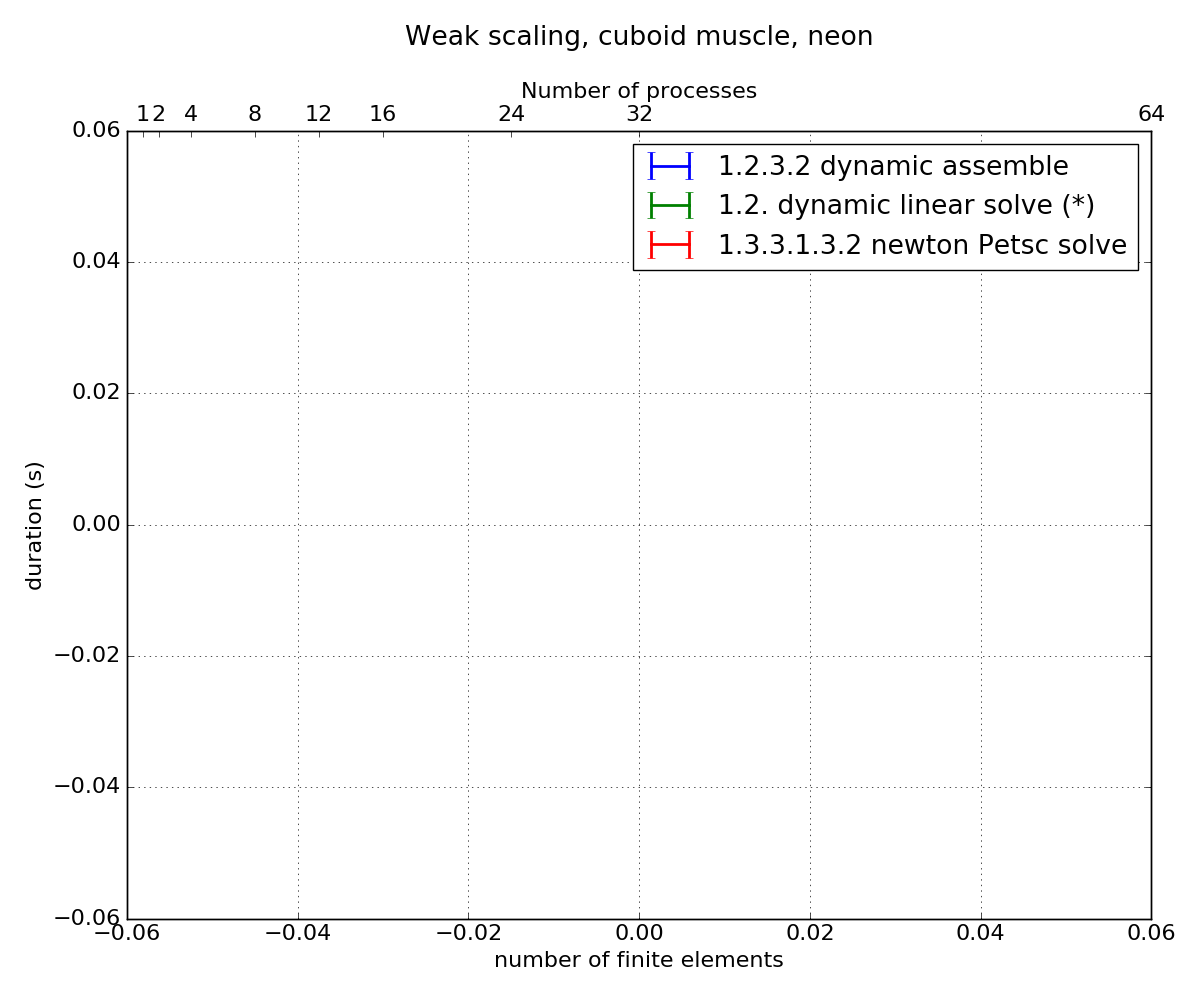 Weak scaling, cuboid muscle, neon
Number of processes
1 2 4 8 12 16 24 32 64
0.06
1.2.3.2 dynamic assemble
1.2. dynamic linear solve (*)
1.3.3.1.3.2 newton Petsc solve
0.04
0.02
0.00
duration (s)
−0.02
−0.04
−0.06
−0.06 −0.04 −0.02 0.00 0.02 0.04 0.06
number of finite elements